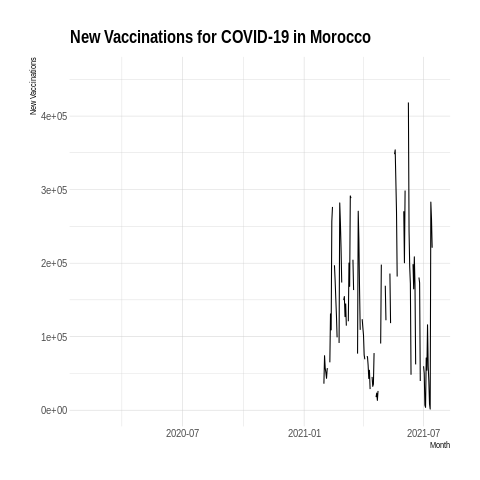 New Vaccinations for COVID-19 in Morocco
New Vaccinations
4e+05
3e+05
2e+05
1e+05
0e+00
2020-07
2021-01
2021-07
Month